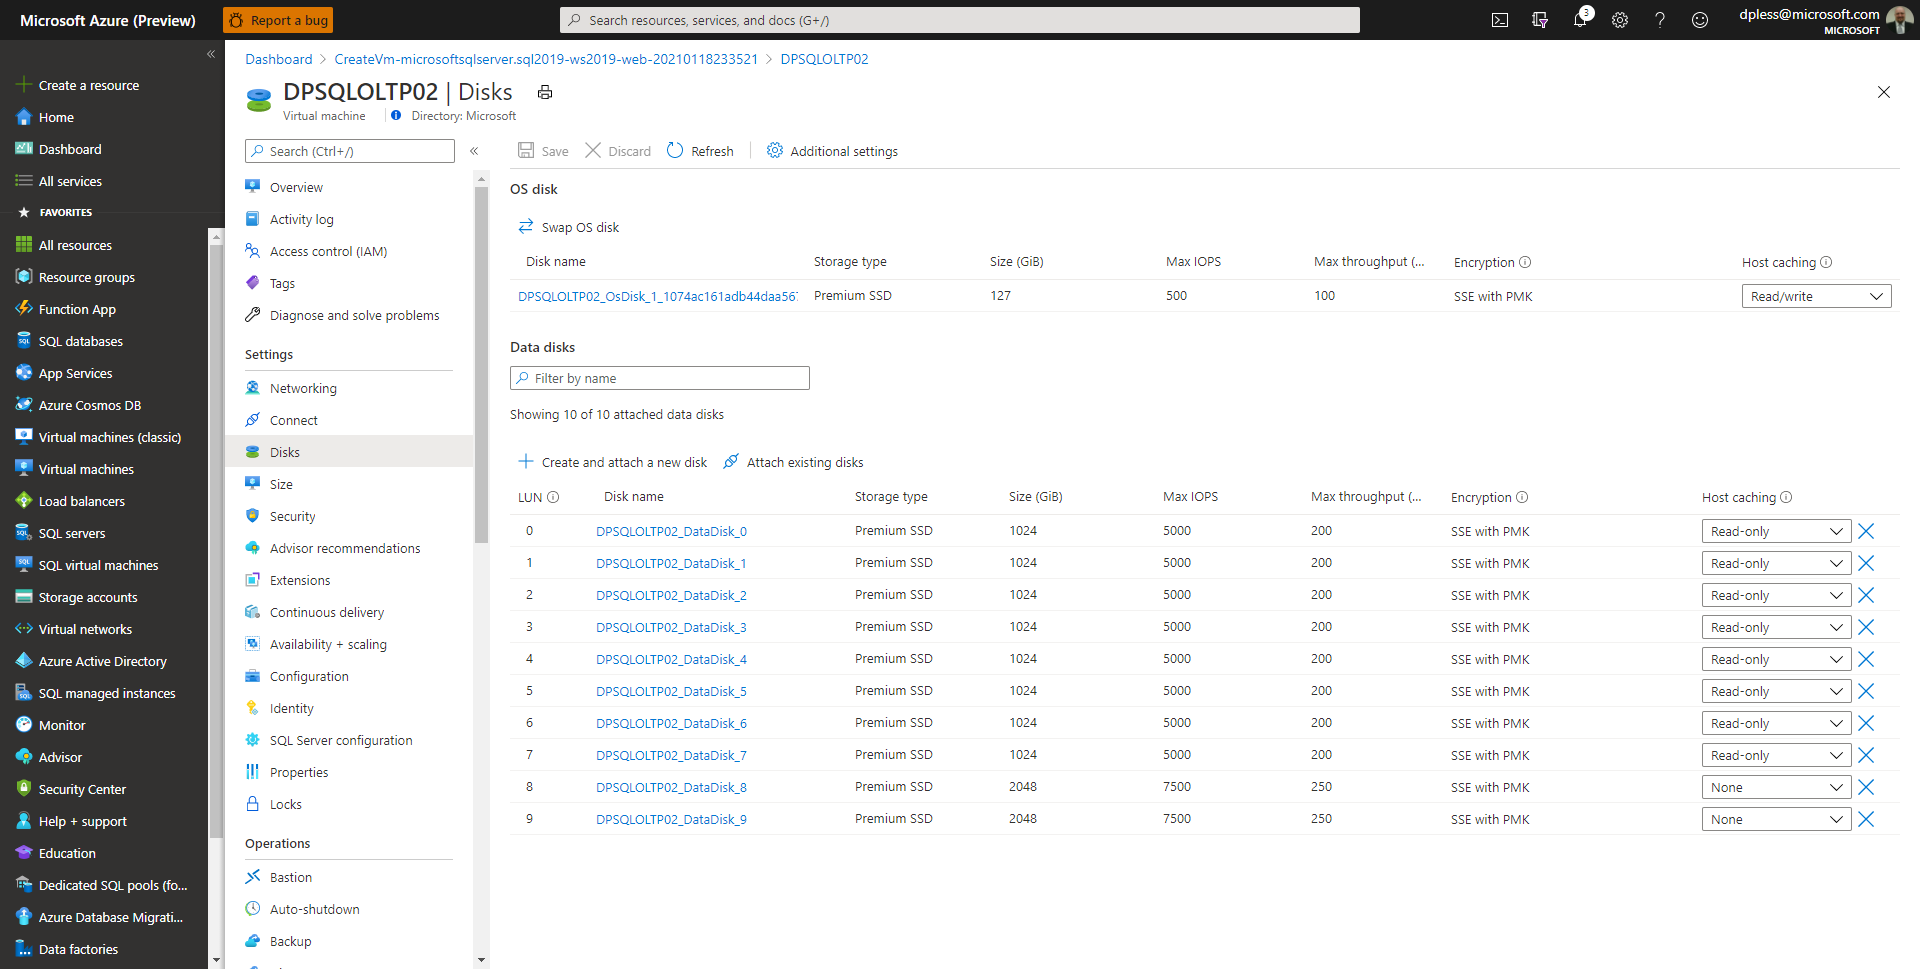 Microsoft Azure (Preview)
Report a bug
Search resources, services, and docs (G+/)
3
dpless@microsoft.com
MICROSOFT
Create a resource
Home
Dashboard
All services
FAVORITES
All resources
Resource groups
Function App
SQL databases
App Services
Azure Cosmos DB
Virtual machines (classic)
Virtual machines
Load balancers
SQL servers
SQL virtual machines
Storage accounts
Virtual networks
Azure Active Directory
SQL managed instances
Monitor
Advisor
Security Center
Help + support
Education
Dedicated SQL pools (fo...
Azure Database Migrati...
Data factories
Dashboard > CreateVm-microsoftsqlserver.sql2019-ws2019-web-20210118233521 > DPSQLOLTP02
DPSQLOLTP02 | Disks
Virtual machine
Directory: Microsoft
Search (Ctrl+/)
Overview
Activity log
Access control (IAM)
Tags
Diagnose and solve problems
Settings
Networking
Connect
Disks
Size
Security
Advisor recommendations
Extensions
Continuous delivery
Availability + scaling
Configuration
Identity
SQL Server configuration
Properties
Locks
Operations
Bastion
Auto-shutdown
Backup
Save Discard Refresh Additional settings
OS disk
Swap OS disk
Disk name Storage type Size (GiB) Max IOPS Max throughput (... Encryption Host caching
DPSQLOLTP02_OsDisk_1_1074ac161adb44daa567 Premium SSD 127 500 100 SSE with PMK Read/write
Data disks
Filter by name
Showing 10 of 10 attached data disks
Create and attach a new disk Attach existing disks
LUN Disk name Storage type Size (GiB) Max IOPS Max throughput (... Encryption Host caching
0 DPSQLOLTP02_DataDisk_0 Premium SSD 1024 5000 200 SSE with PMK Read-only
1 DPSQLOLTP02_DataDisk_1 Premium SSD 1024 5000 200 SSE with PMK Read-only
2 DPSQLOLTP02_DataDisk_2 Premium SSD 1024 5000 200 SSE with PMK Read-only
3 DPSQLOLTP02_DataDisk_3 Premium SSD 1024 5000 200 SSE with PMK Read-only
4 DPSQLOLTP02_DataDisk_4 Premium SSD 1024 5000 200 SSE with PMK Read-only
5 DPSQLOLTP02_DataDisk_5 Premium SSD 1024 5000 200 SSE with PMK Read-only
6 DPSQLOLTP02_DataDisk_6 Premium SSD 1024 5000 200 SSE with PMK Read-only
7 DPSQLOLTP02_DataDisk_7 Premium SSD 1024 5000 200 SSE with PMK Read-only
8 DPSQLOLTP02_DataDisk_8 Premium SSD 2048 7500 250 SSE with PMK None
9 DPSQLOLTP02_DataDisk_9 Premium SSD 2048 7500 250 SSE with PMK None